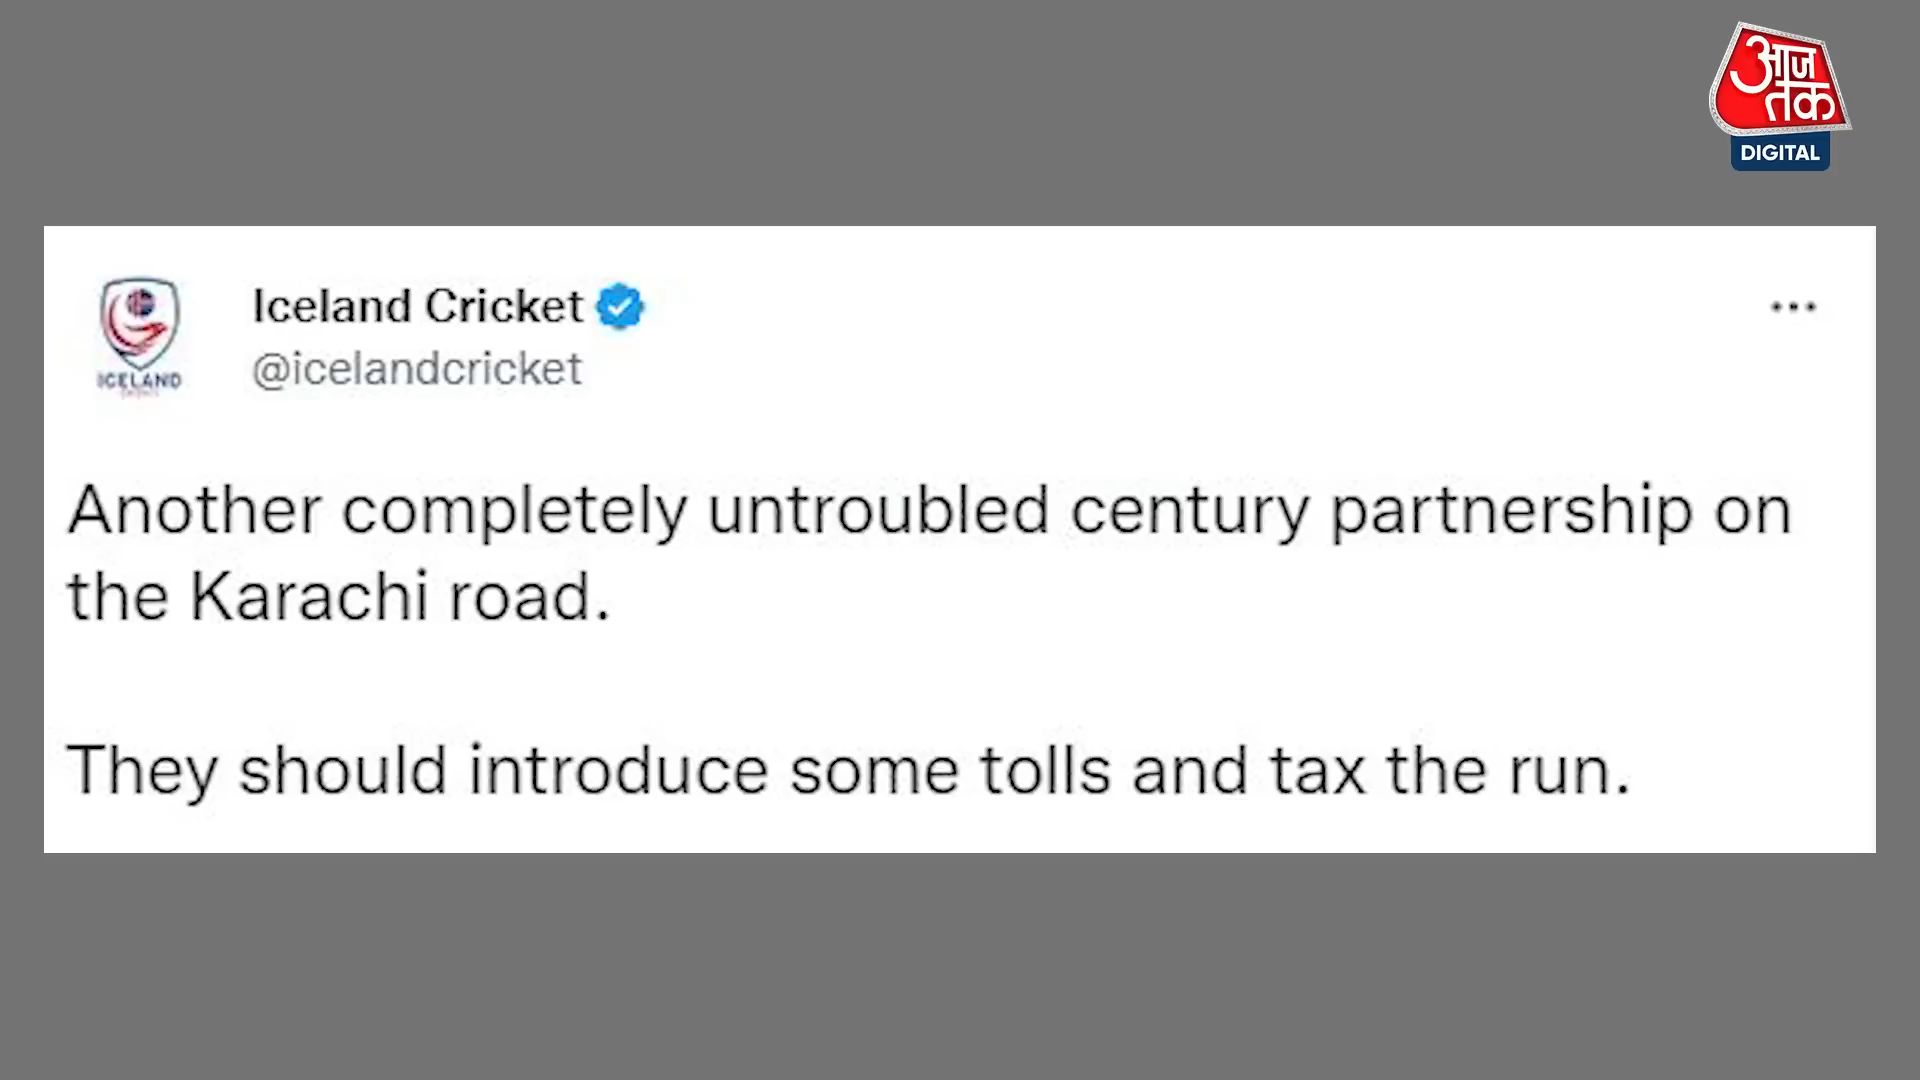 आज
तक
DIGITAL
Iceland Cricket
@icelandcricket
ICELAND
Another completely untroubled century partnership on
the Karachi road.
They should introduce some tolls and tax the run.